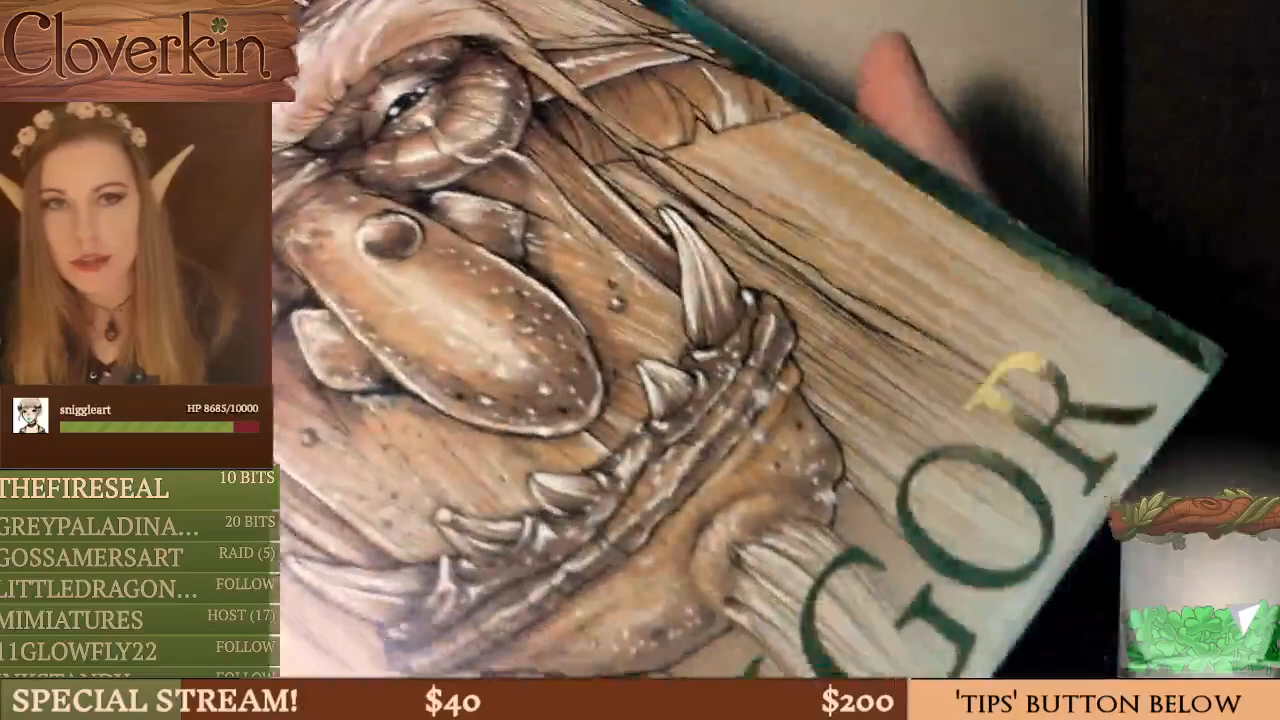 Cloverkin
sniggleart HP 8685/10000
THEFIRESEAL 10 BITS
GREYPALADINA... 20 BITS
GOSSAMERSART RAID (5)
LITTLEDRAGON... FOLLOW
MIMIATURES HOST (17)
11GLOWFLY22 FOLLOW
GOR
SPECIAL STREAM! $40 $200 'TIPS' BUTTON BELOW